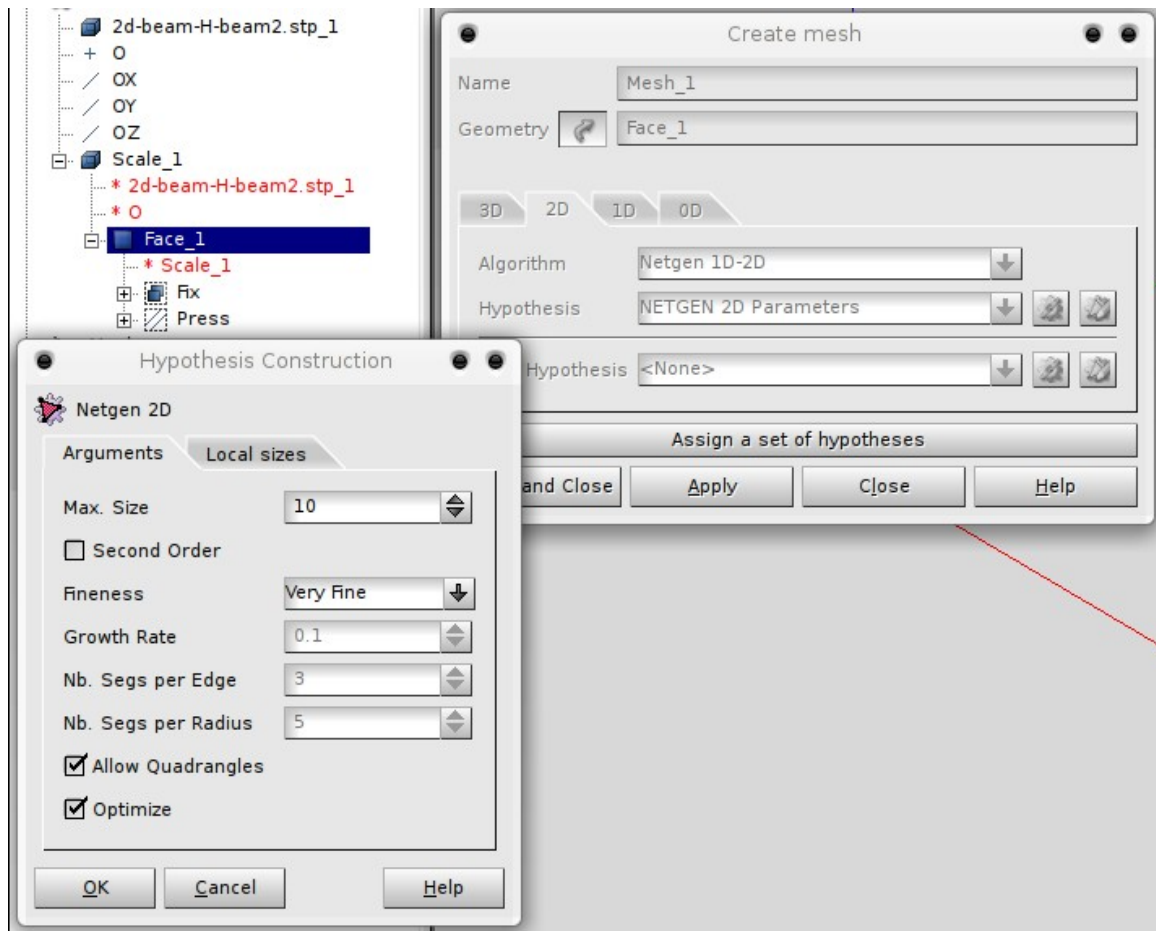 2d-beam-H-beam2.stp_1
O
OX
OY
OZ
Scale_1
* 2d-beam-H-beam2.stp_1
* O
Face_1
* Scale_1
Fix
Press
Create mesh
Name Mesh_1
Geometry Face_1
3D 2D 1D 0D
Algorithm Netgen 1D-2D
Hypothesis NETGEN 2D Parameters
Hypothesis <None>
Assign a set of hypotheses
and Close Apply Close Help
Hypothesis Construction
Netgen 2D
Arguments Local sizes
Max. Size 10
Second Order
Fineness Very Fine
Growth Rate 0.1
Nb. Segs per Edge 3
Nb. Segs per Radius 5
Allow Quadrangles
Optimize
OK Cancel Help